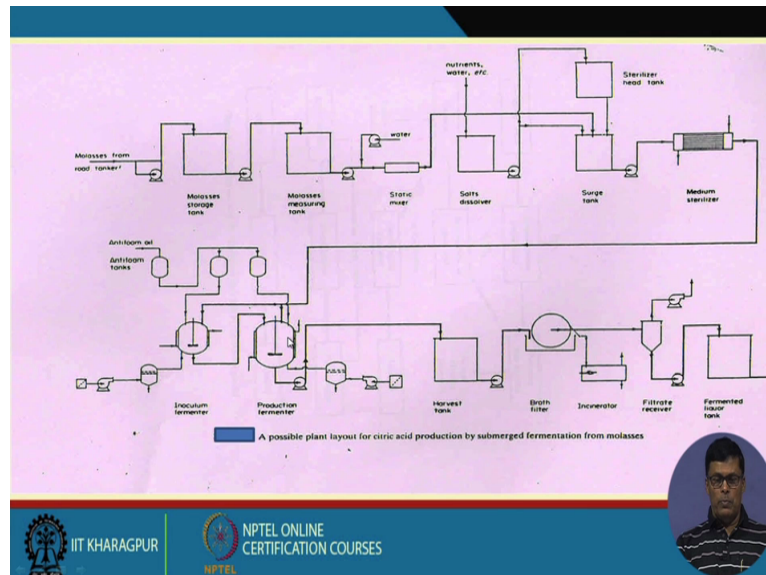 nutrients,
water, etc.
Sterilizer
head tank
Molasses from
road tanker
water
Molasses
storage
tank
Molasses
measuring
tank
Static
mixer
Salts
dissolver
Surge
tank
Medium
sterilizer
Antifoam oil
Antifoam
tanks
Inoculum
fermenter
Production
fermenter
Harvest
tank
Broth
filter
Incinerator
Filtrate
receiver
Fermented
liquor
tank
A possible plant layout for citric acid production by submerged fermentation from molasses
IIT KHARAGPUR
NPTEL ONLINE
CERTIFICATION COURSES
NPTEL